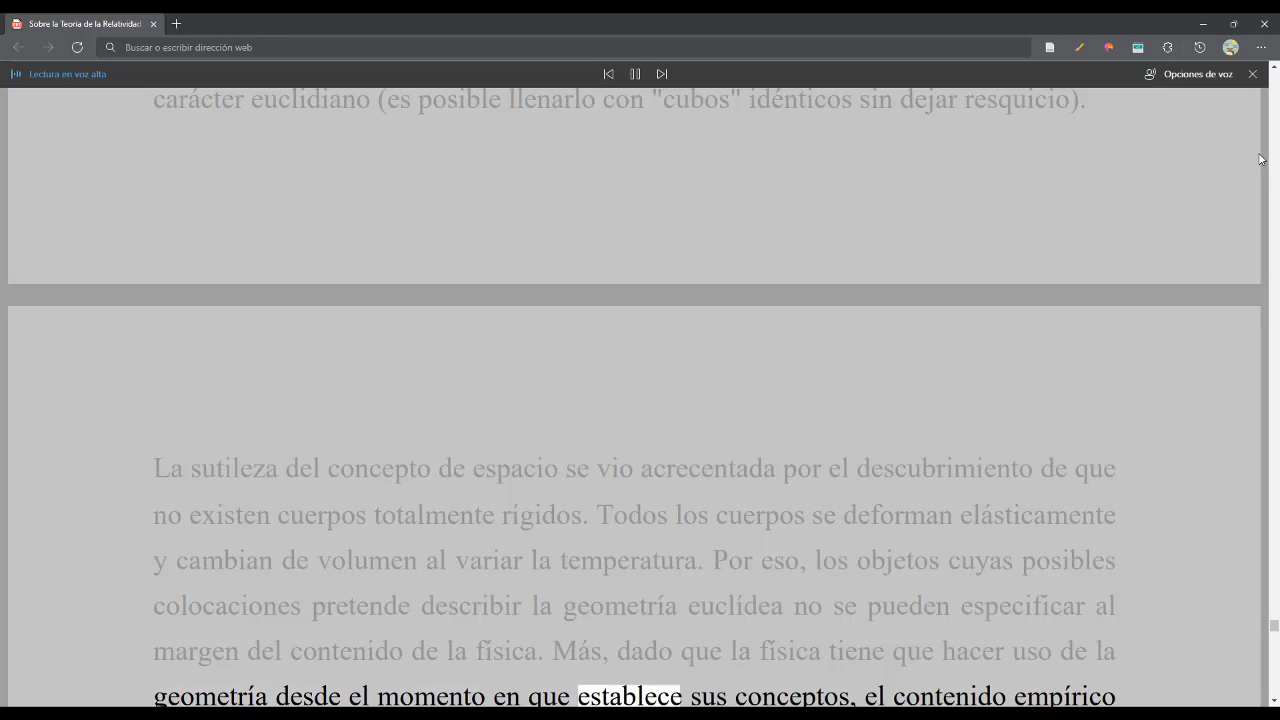 Sobre la Teoría de la Relatividad
Buscar o escribir dirección web
Lectura en voz alta
Opciones de voz
carácter euclidiano (es posible llenarlo con "cubos" idénticos sin dejar resquicio).
La sutileza del concepto de espacio se vio acrecentada por el descubrimiento de que
no existen cuerpos totalmente rígidos. Todos los cuerpos se deforman elásticamente
y cambian de volumen al variar la temperatura. Por eso, los objetos cuyas posibles
colocaciones pretende describir la geometría euclídea no se pueden especificar al
margen del contenido de la física. Más, dado que la física tiene que hacer uso de la
geometría desde el momento en que establece sus conceptos, el contenido empírico